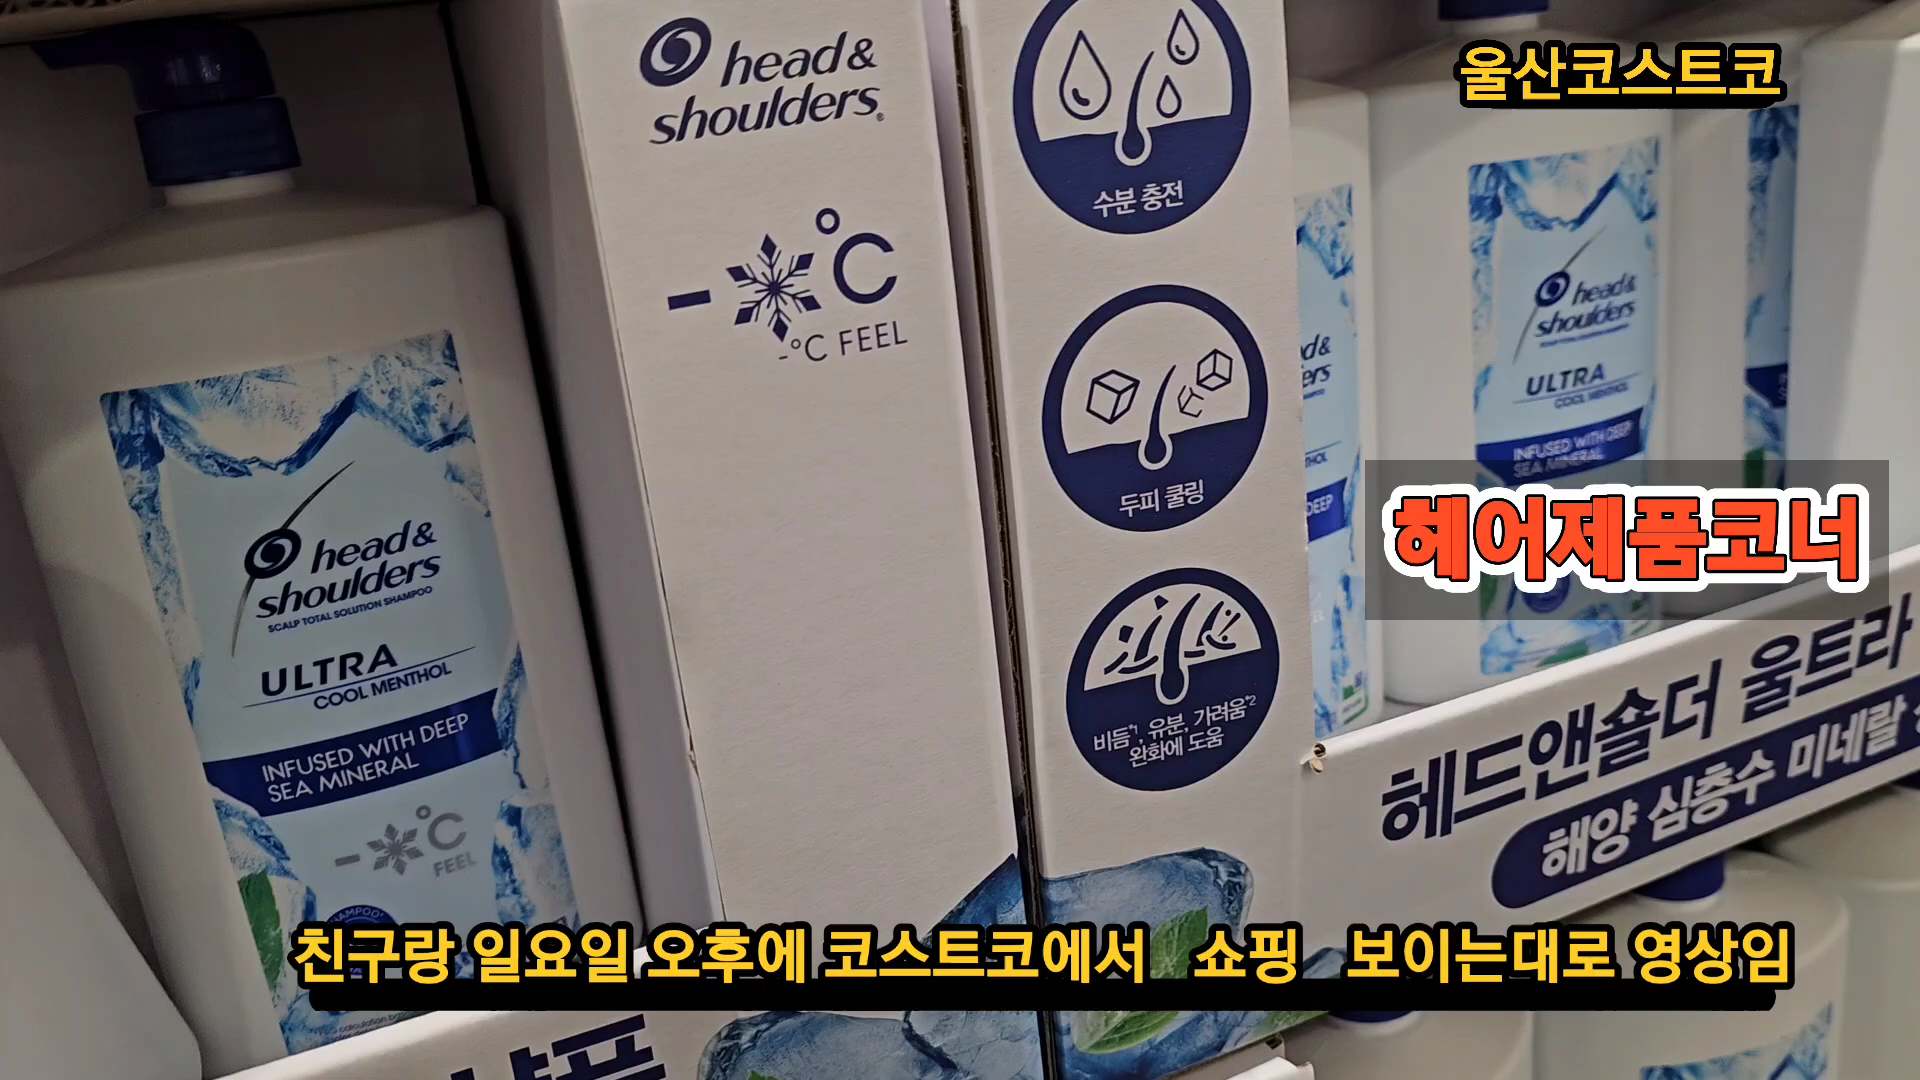 울산코스트코
헤어제품코너
친구랑 일요일 오후에 코스트코에서 쇼핑 보이는대로 영상임
head &
shoulders
-°C FEEL
수분 충전
두피 쿨링
비듬*1, 유분, 가려움*2
완화에 도움
head &
shoulders
SCALP TOTAL SOLUTION SHAMPOO
ULTRA
COOL MENTHOL
INFUSED WITH DEEP
SEA MINERAL
°C
FEEL
head &
shoulders
ULTRA
COOL MENTHOL
INFUSED WITH DEEP
SEA MINERAL
DEEP
헤드앤숄더 울트라
해양 심층수 미네랄